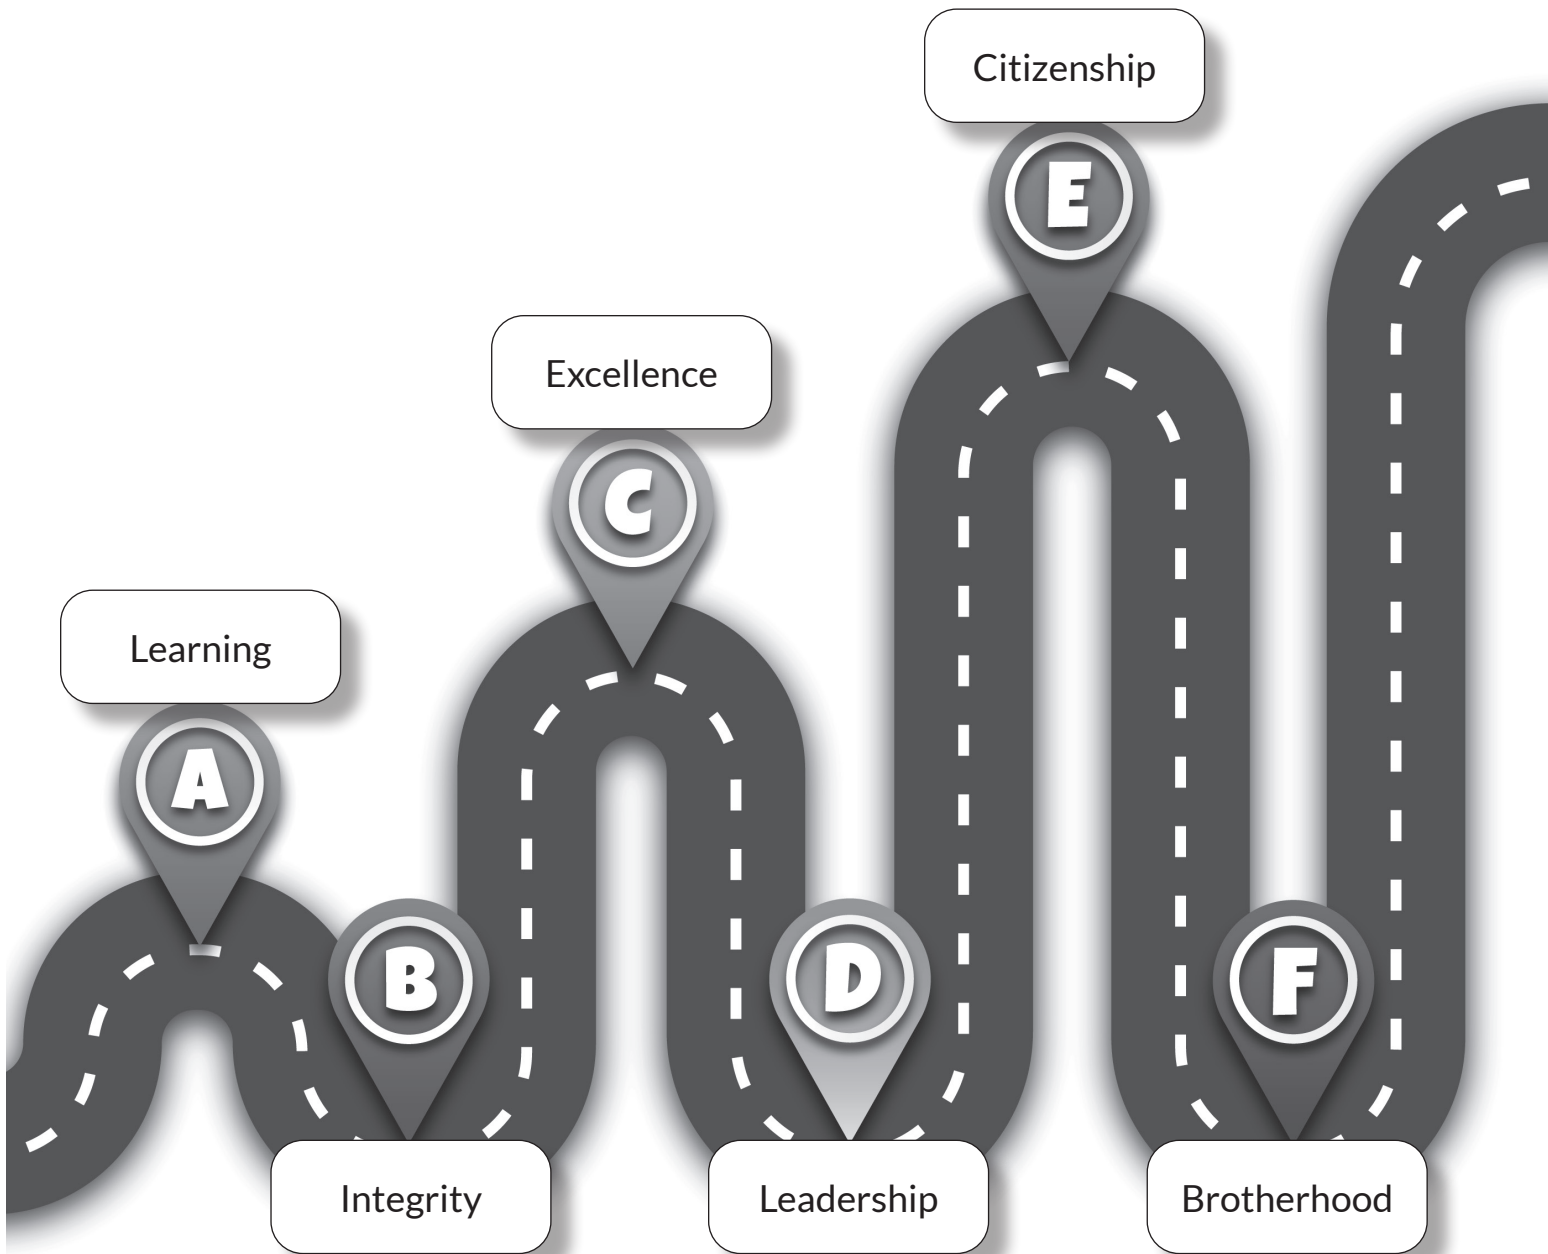 Citizenship
E
Excellence
C
Learning
A
B
D
F
Integrity
Leadership
Brotherhood